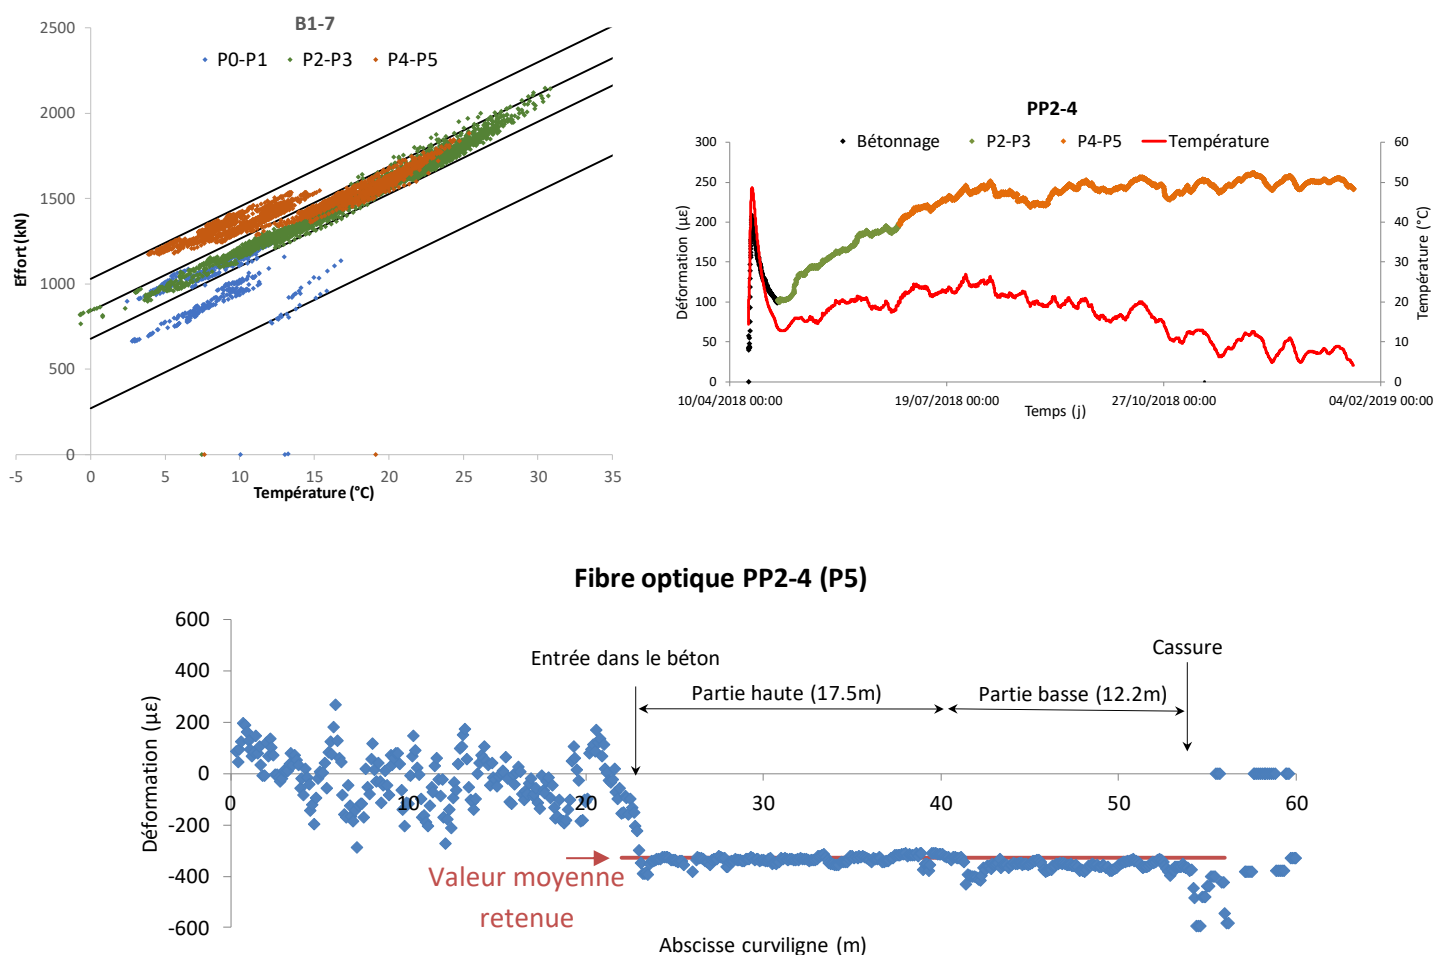 B1-7
P0-P1 P2-P3 P4-P5
Effort (kN)
2500
2000
1500
1000
500
0
-5 0 5 10 15 20 25 30 35
Température (°C)
PP2-4
Bétonnage P2-P3 P4-P5 Température
Déformation (µε)
300
250
200
150
100
50
0
60
50
40
30
20
10
0
Température (°C)
10/04/2018 00:00 19/07/2018 00:00 27/10/2018 00:00 04/02/2019 00:00
Temps (j)
Fibre optique PP2-4 (P5)
Déformation (µε)
600
400
200
0
-200
-400
-600
Entrée dans le béton
Partie haute (17.5m)
Partie basse (12.2m)
Cassure
0 10 20 30 40 50 60
Valeur moyenne
retenue
Abscisse curviligne (m)